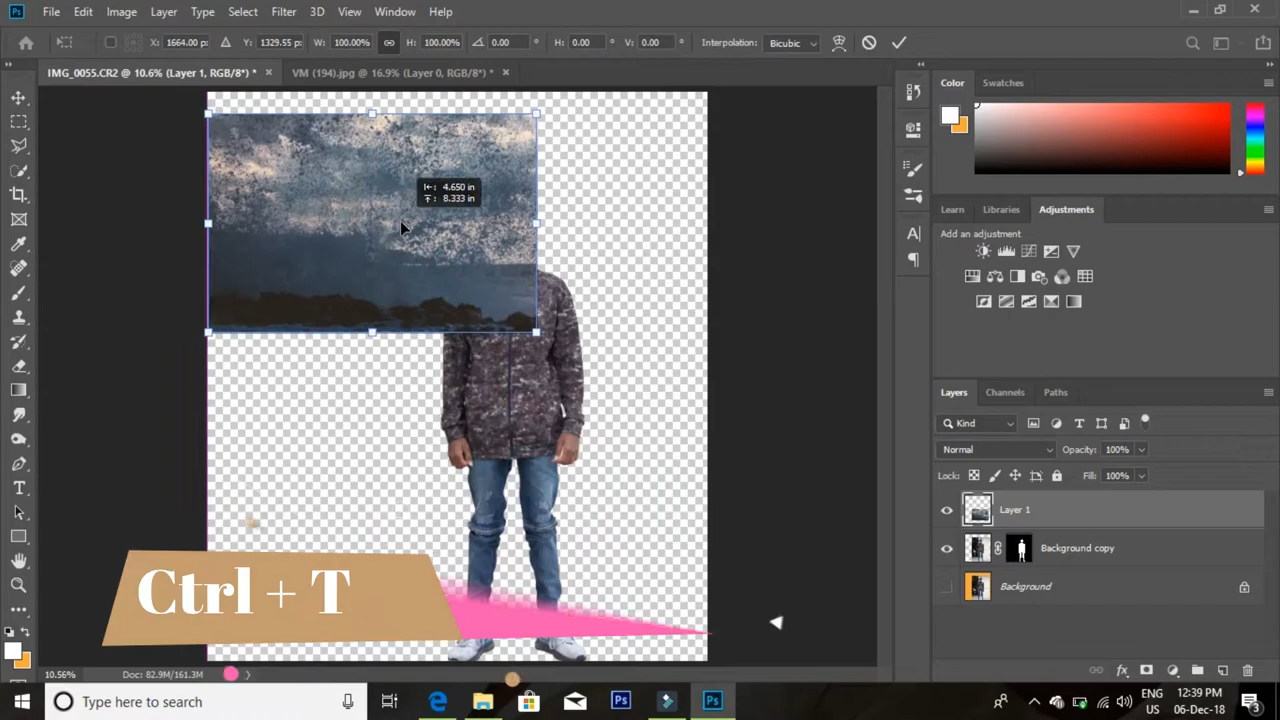 Ps File Edit Image Layer Type Select Filter 3D View Window Help
X: 1664.00 p: Y: 1329.55 p: W: 100.00% H: 100.00% 0.00 ° H: 0.00 ° V: 0.00 ° Interpolation: Bicubic
IMG_0055.CR2 @ 10.6% (Layer 1, RGB/8*) * × VM (194).jpg @ 16.9% (Layer 0, RGB/8*) * ×
Color Swatches
4.650 in
8.333 in
Learn Libraries Adjustments
Add an adjustment
Layers Channels Paths
Kind
Normal Opacity: 100%
Lock: Fill: 100%
Layer 1
Background copy
Background
Ctrl + T
10.56% Doc: 82.9M/161.3M
Type here to search
Ps
Ps
ENG
US
12:39 PM
06-Dec-18
3